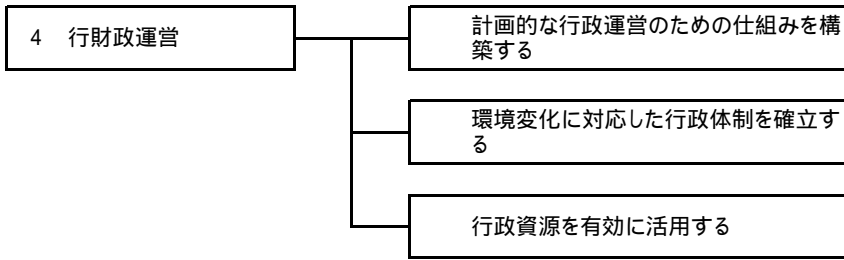 4 行財政運営
計画的な行政運営のための仕組みを構
築する
環境変化に対応した行政体制を確立す
る
行政資源を有効に活用する